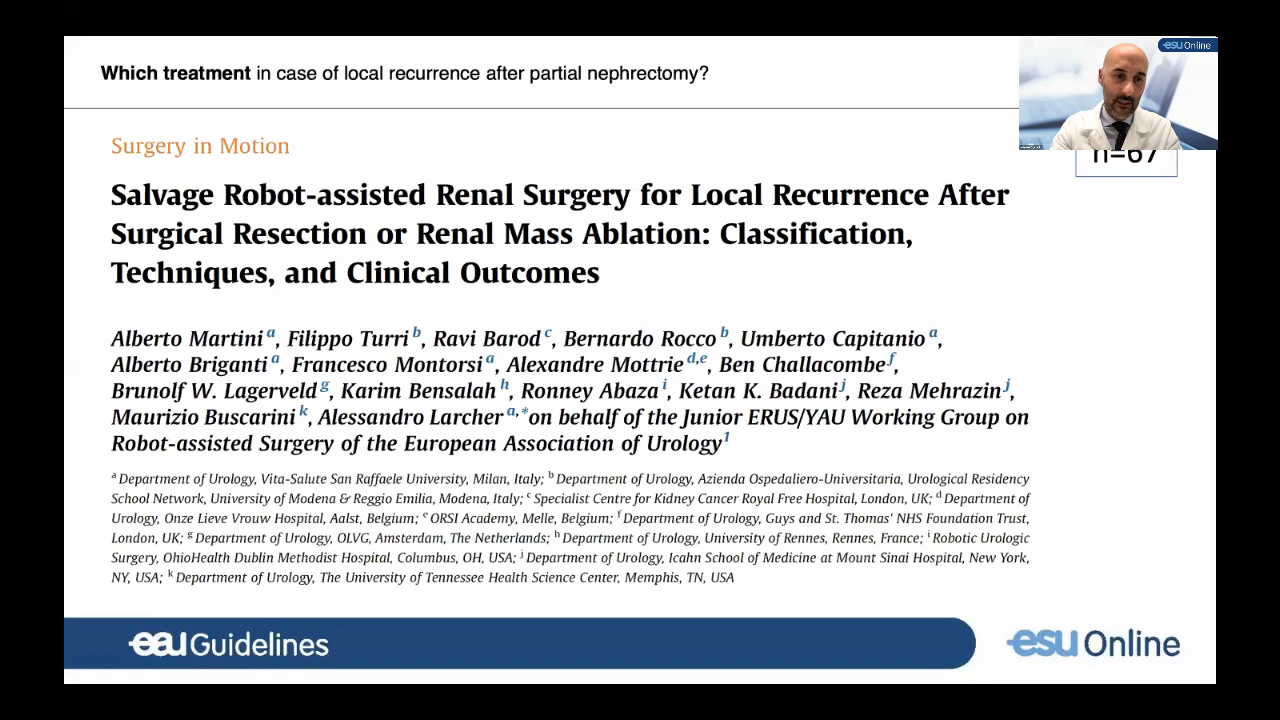 Which treatment in case of local recurrence after partial nephrectomy?
esu Online
n=67
Surgery in Motion
Salvage Robot-assisted Renal Surgery for Local Recurrence After
Surgical Resection or Renal Mass Ablation: Classification,
Techniques, and Clinical Outcomes
Alberto Martini a, Filippo Turri b, Ravi Barod c, Bernardo Rocco b, Umberto Capitanio a,
Alberto Briganti a, Francesco Montorsi a, Alexandre Mottrie d,e, Ben Challacombe f,
Brunolf W. Lagerveld g, Karim Bensalah h, Ronney Abaza i, Ketan K. Badani j, Reza Mehrazin j,
Maurizio Buscarini k, Alessandro Larcher a,* on behalf of the Junior ERUS/YAU Working Group on
Robot-assisted Surgery of the European Association of Urology 1
a Department of Urology, Vita-Salute San Raffaele University, Milan, Italy; b Department of Urology, Azienda Ospedaliero-Universitaria, Urological Residency
School Network, University of Modena & Reggio Emilia, Modena, Italy; c Specialist Centre for Kidney Cancer Royal Free Hospital, London, UK; d Department of
Urology, Onze Lieve Vrouw Hospital, Aalst, Belgium; e ORSI Academy, Melle, Belgium; f Department of Urology, Guys and St. Thomas' NHS Foundation Trust,
London, UK; g Department of Urology, OLVG, Amsterdam, The Netherlands; h Department of Urology, University of Rennes, Rennes, France; i Robotic Urologic
Surgery, OhioHealth Dublin Methodist Hospital, Columbus, OH, USA; j Department of Urology, Icahn School of Medicine at Mount Sinai Hospital, New York,
NY, USA; k Department of Urology, The University of Tennessee Health Science Center, Memphis, TN, USA
eau Guidelines
esu Online